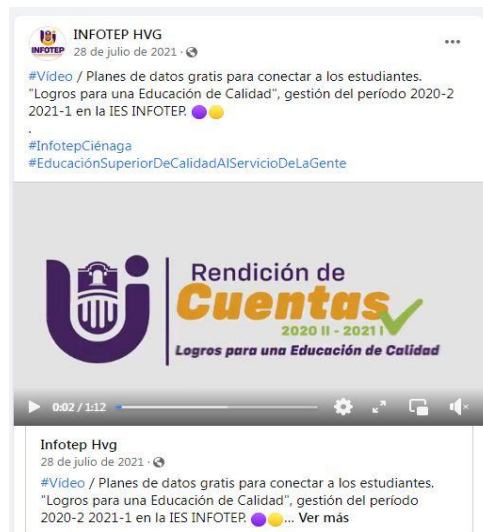 INFOTEP
INFOTEP HVG
28 de julio de 2021 ·
#Vídeo / Planes de datos gratis para conectar a los estudiantes.
"Logros para una Educación de Calidad", gestión del período 2020-2
2021-1 en la IES INFOTEP.
.
#InfotepCiénaga
#EducaciónSuperiorDeCalidadAlServicioDeLaGente
Rendición de
Cuentas
2020 II - 2021 I
Logros para una Educación de Calidad
0:02 / 1:12
Infotep Hvg
28 de julio de 2021 ·
#Vídeo / Planes de datos gratis para conectar a los estudiantes.
"Logros para una Educación de Calidad", gestión del período
2020-2 2021-1 en la IES INFOTEP. ... Ver más